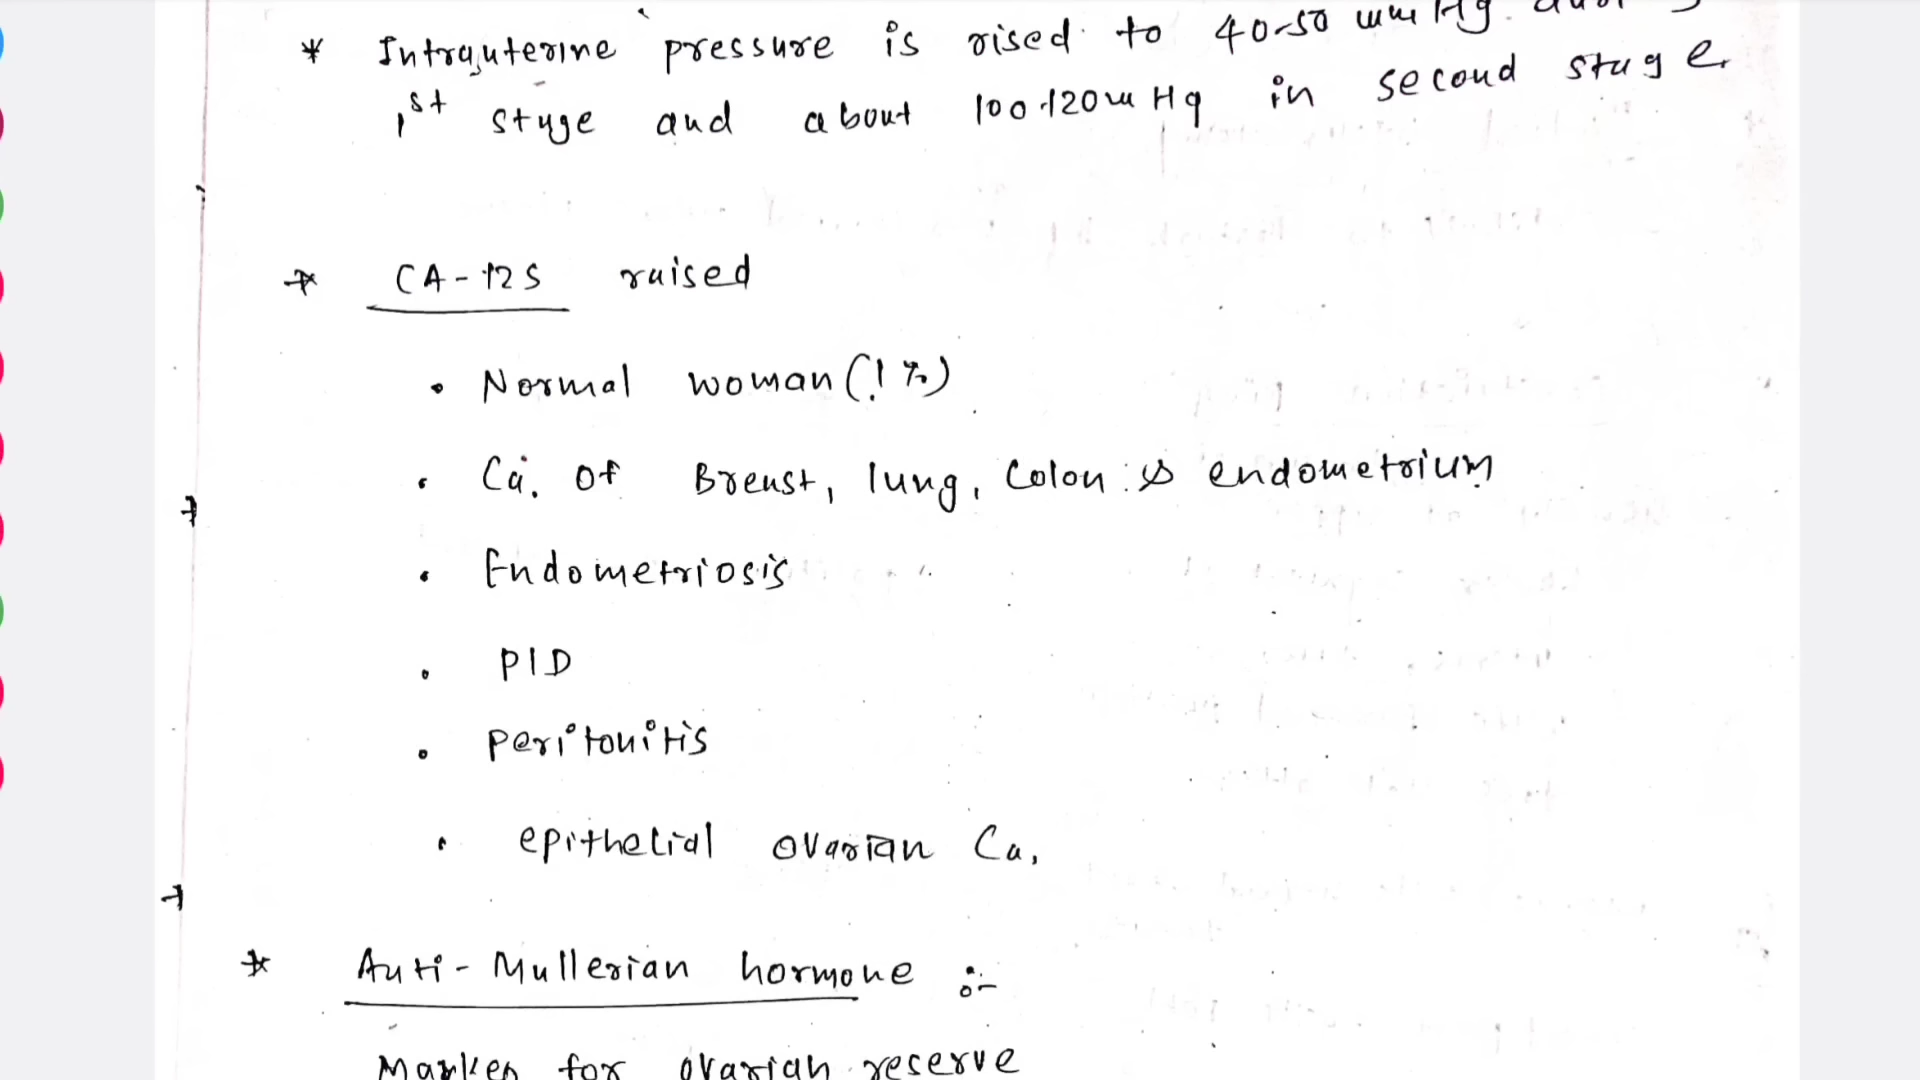 * Intrauterine pressure is rised to 40-50 mm Hg
1st stage and about 100-120 m Hg in second stage.
* CA-125 raised
• Normal woman (1%)
• Ca. of Breast, lung, Colon & endometrium
• Endometriosis
• PID
• peritonitis
• epithelial ovarian Ca.
* Anti-Mullerian hormone :-
Marker for ovarian reserve